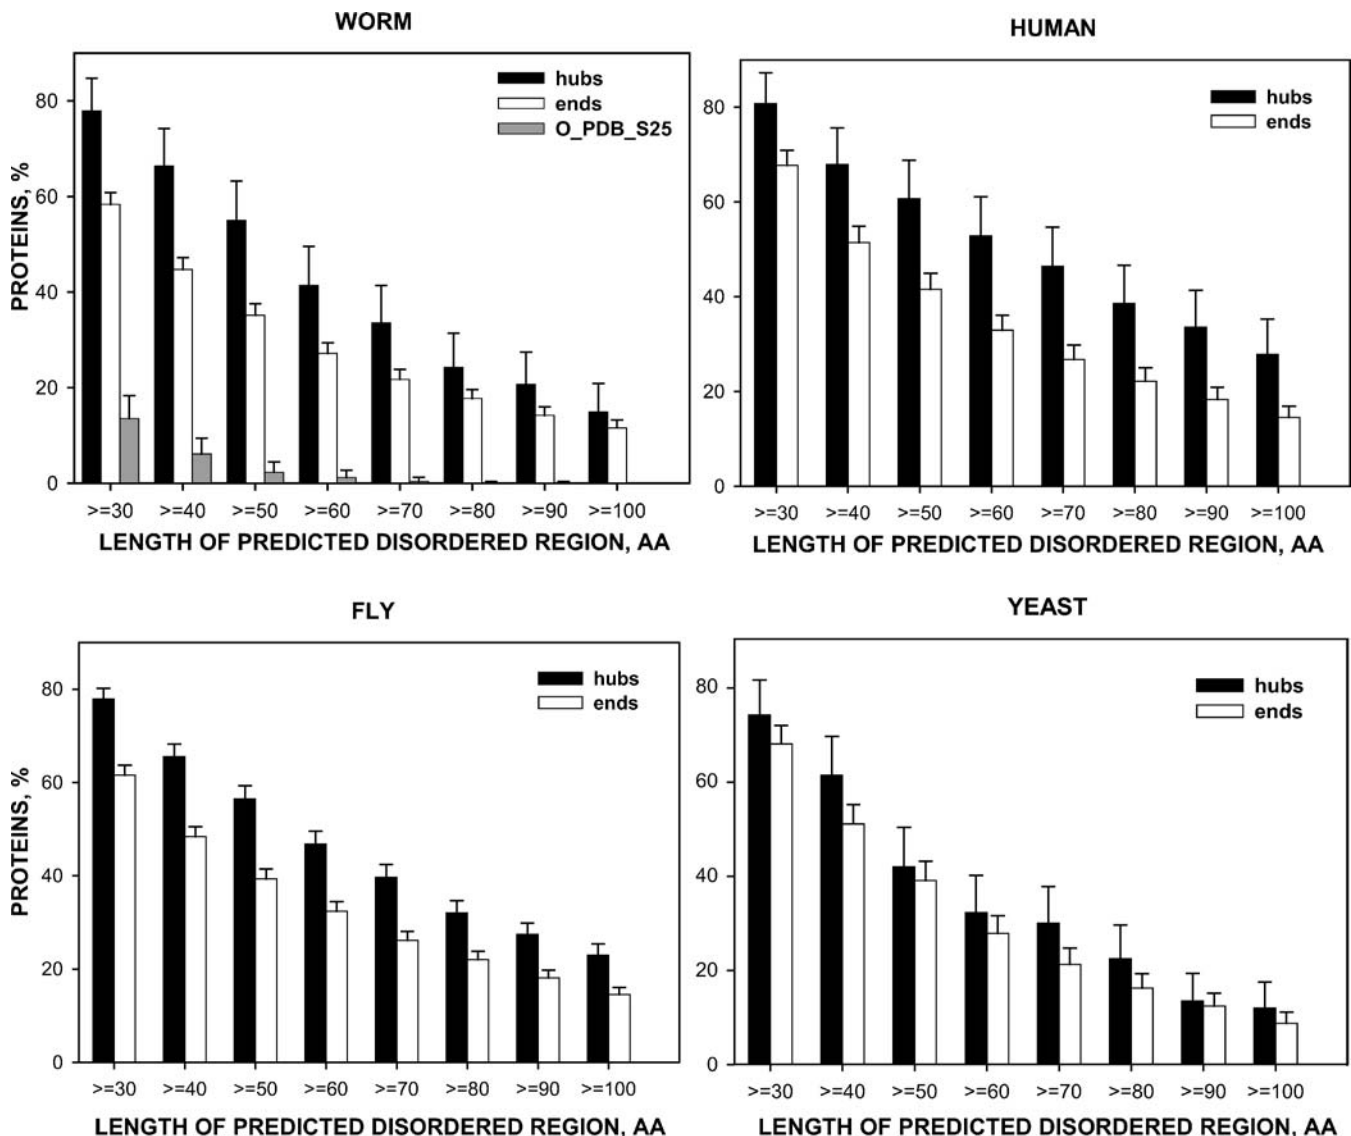 WORM
hubs
ends
O_PDB_S25
PROTEINS, %
80
60
40
20
0
>=30 >=40 >=50 >=60 >=70 >=80 >=90 >=100
LENGTH OF PREDICTED DISORDERED REGION, AA
HUMAN
hubs
ends
80
60
40
20
0
>=30 >=40 >=50 >=60 >=70 >=80 >=90 >=100
LENGTH OF PREDICTED DISORDERED REGION, AA
FLY
hubs
ends
PROTEINS, %
80
60
40
20
0
>=30 >=40 >=50 >=60 >=70 >=80 >=90 >=100
LENGTH OF PREDICTED DISORDERED REGION, AA
YEAST
hubs
ends
80
60
40
20
0
>=30 >=40 >=50 >=60 >=70 >=80 >=90 >=100
LENGTH OF PREDICTED DISORDERED REGION, AA